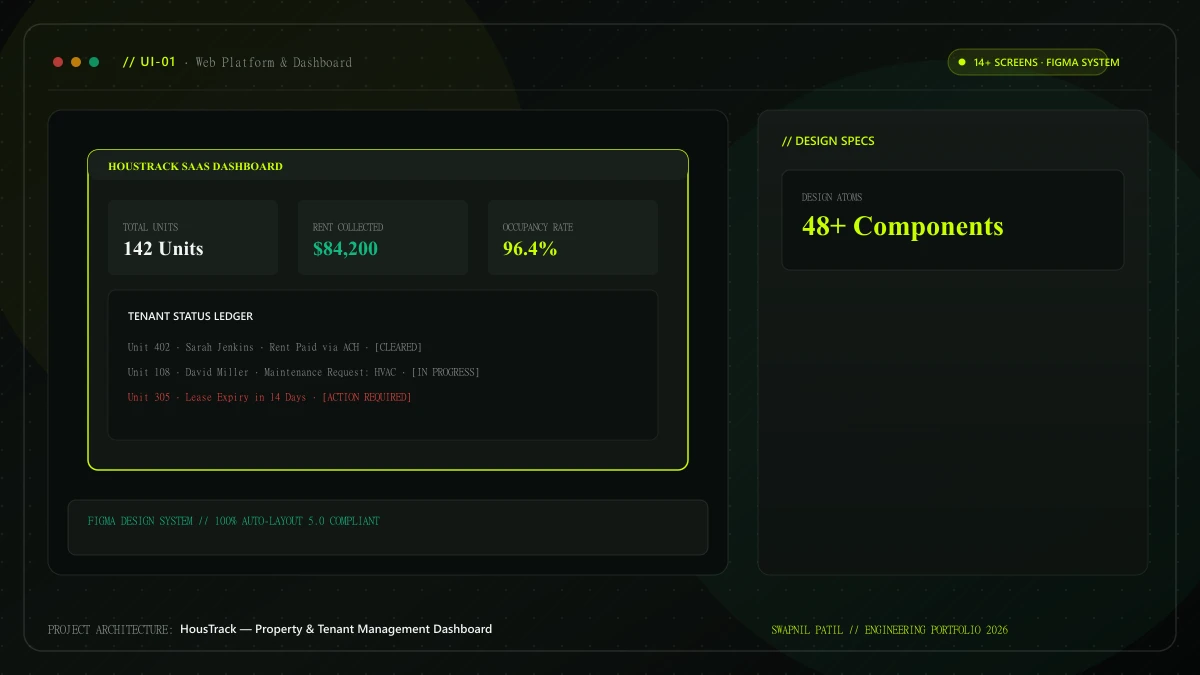 // UI-01 · Web Platform & Dashboard
14+ SCREENS · FIGMA SYSTEM
HOUSTRACK SAAS DASHBOARD
TOTAL UNITS
142 Units
RENT COLLECTED
$84,200
OCCUPANCY RATE
96.4%
TENANT STATUS LEDGER
Unit 402 · Sarah Jenkins · Rent Paid via ACH · [CLEARED]
Unit 108 · David Miller · Maintenance Request: HVAC · [IN PROGRESS]
Unit 305 · Lease Expiry in 14 Days · [ACTION REQUIRED]
FIGMA DESIGN SYSTEM // 100% AUTO-LAYOUT 5.0 COMPLIANT
// DESIGN SPECS
DESIGN ATOMS
48+ Components
PROJECT ARCHITECTURE: HousTrack — Property & Tenant Management Dashboard
SWAPNIL PATIL // ENGINEERING PORTFOLIO 2026